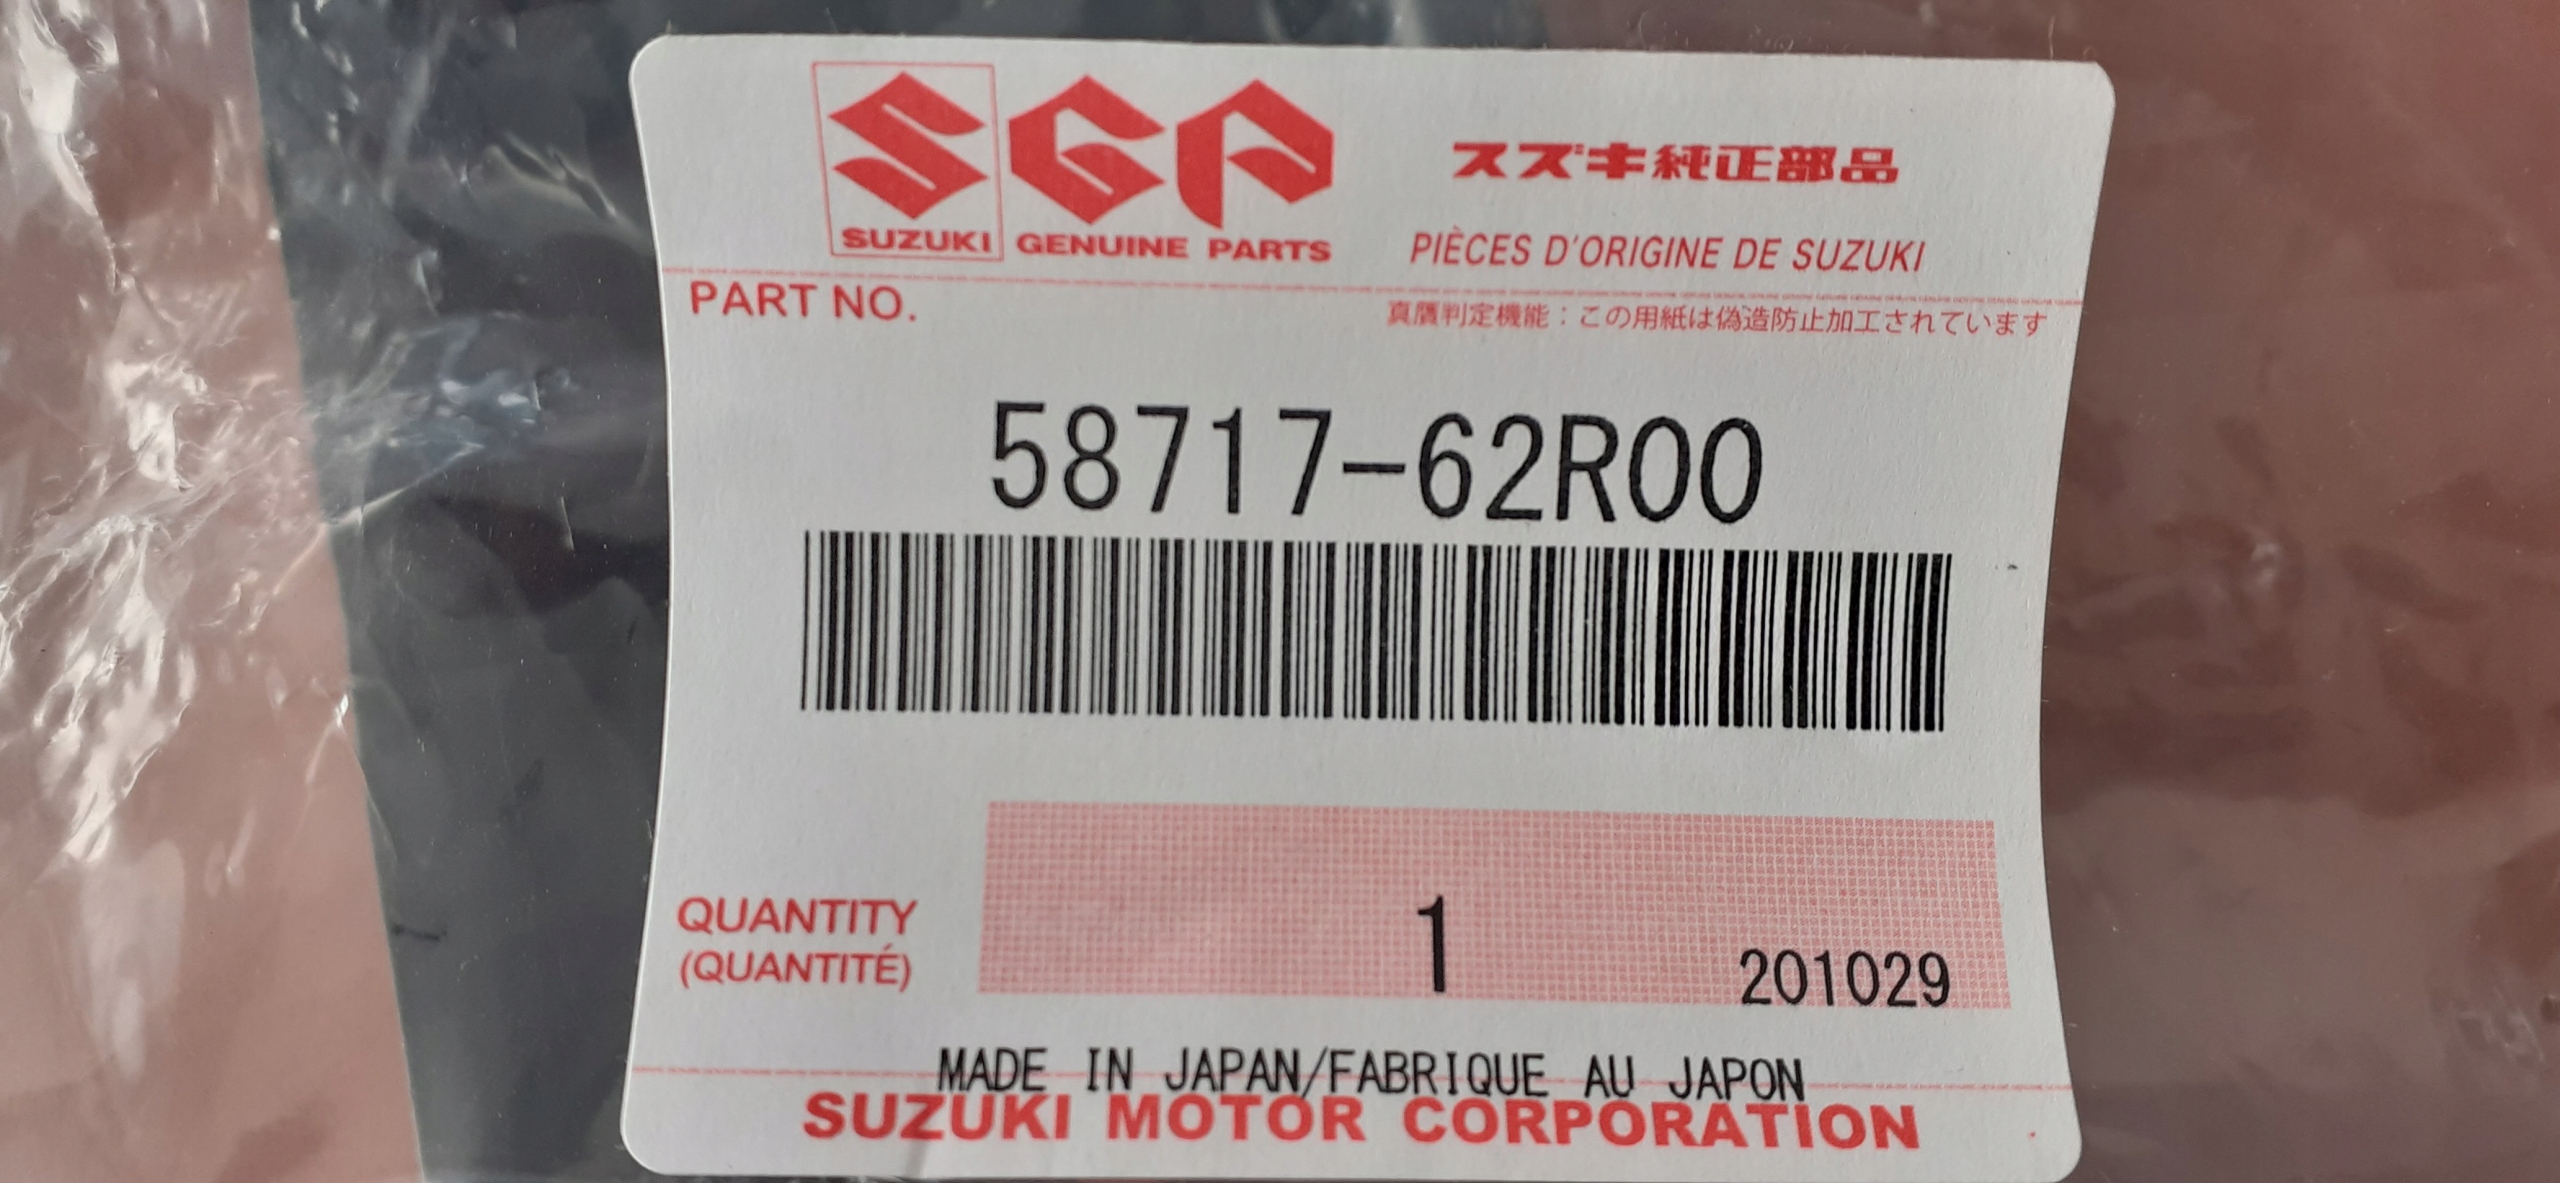 SUZUKI GENUINE PARTS
スズキ純正部品
PIÈCES D'ORIGINE DE SUZUKI
PART NO.
真贋判定機能：この用紙は偽造防止加工されています
58717-62R00
QUANTITY
(QUANTITÉ)
1
201029
MADE IN JAPAN/FABRIQUE AU JAPON
SUZUKI MOTOR CORPORATION